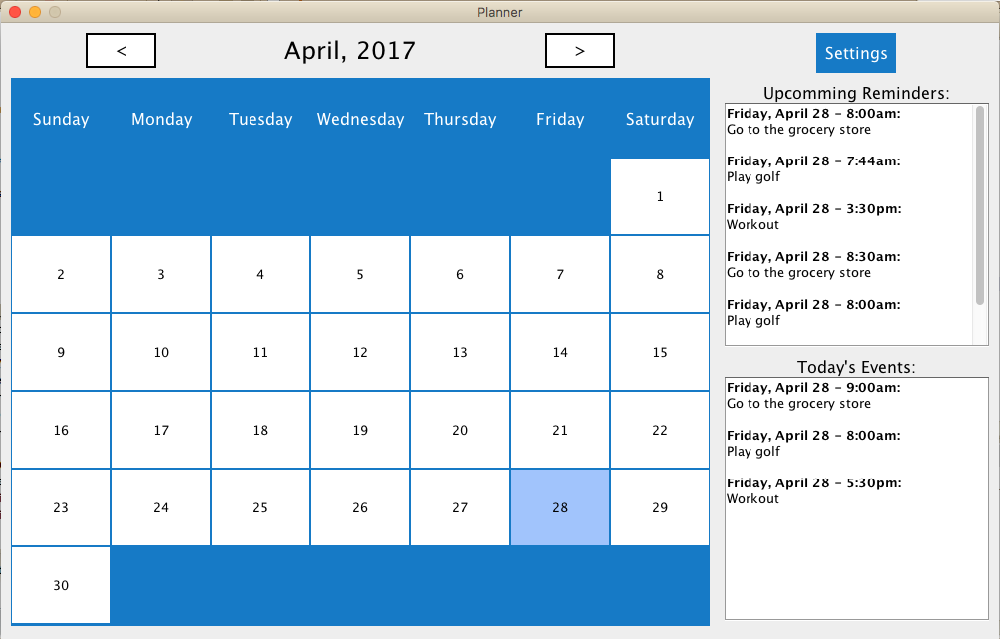 Planner
< April, 2017 >
Settings
Sunday Monday Tuesday Wednesday Thursday Friday Saturday
1
2 3 4 5 6 7 8
9 10 11 12 13 14 15
16 17 18 19 20 21 22
23 24 25 26 27 28 29
30
Upcomming Reminders:
Friday, April 28 - 8:00am:
Go to the grocery store
Friday, April 28 - 7:44am:
Play golf
Friday, April 28 - 3:30pm:
Workout
Friday, April 28 - 8:30am:
Go to the grocery store
Friday, April 28 - 8:00am:
Play golf
Today's Events:
Friday, April 28 - 9:00am:
Go to the grocery store
Friday, April 28 - 8:00am:
Play golf
Friday, April 28 - 5:30pm:
Workout